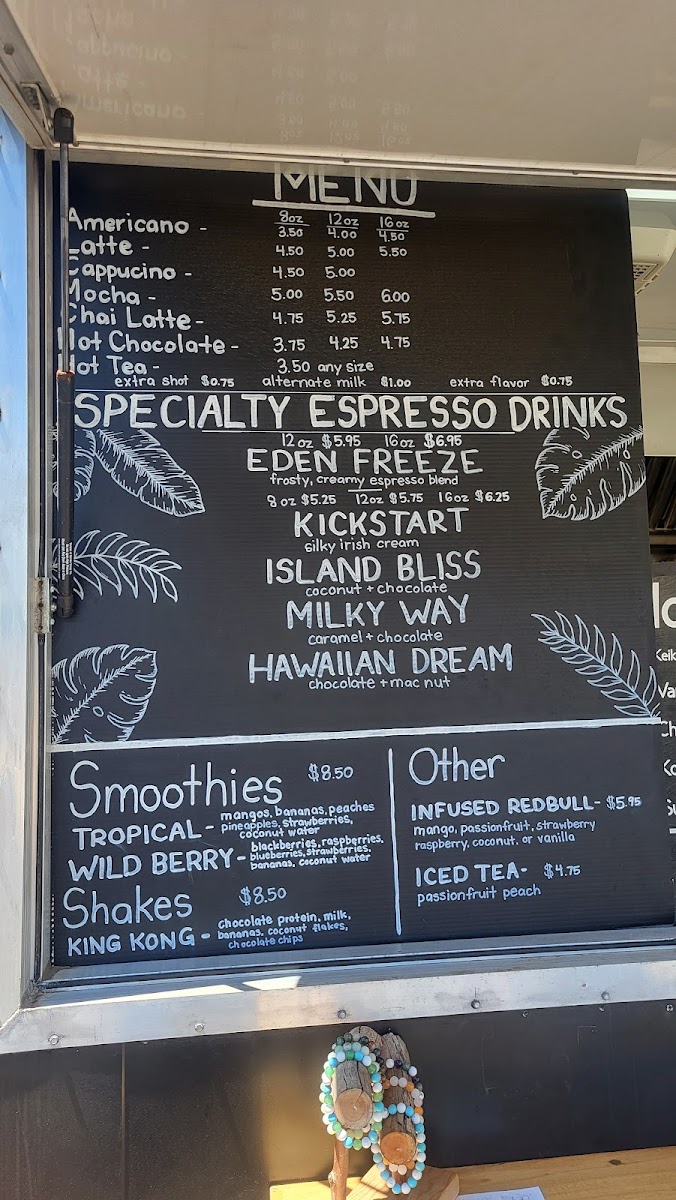 MENU
8oz 12oz 16oz
Americano - 3.50 4.00 4.50
Latte - 4.50 5.00 5.50
Cappucino - 4.50 5.00
Mocha - 5.00 5.50 6.00
Chai Latte - 4.75 5.25 5.75
Hot Chocolate - 3.75 4.25 4.75
Hot Tea - 3.50 any size
extra shot $0.75 alternate milk $1.00 extra flavor $0.75
SPECIALTY ESPRESSO DRINKS
12oz $5.95 16oz $6.95
EDEN FREEZE
frosty, creamy espresso blend
8oz $5.25 12oz $5.75 16oz $6.25
KICKSTART
silky irish cream
ISLAND BLISS
coconut + chocolate
MILKY WAY
caramel + chocolate
HAWAIIAN DREAM
chocolate + mac nut
Smoothies $8.50
TROPICAL - mangos, bananas, peaches
pineapples, strawberries,
coconut water
WILD BERRY - blackberries, raspberries,
blueberries, strawberries,
bananas, coconut water
Shakes $8.50
KING KONG - chocolate protein, milk,
bananas, coconut flakes,
chocolate chips
Other
INFUSED REDBULL - $5.95
mango, passionfruit, strawberry
raspberry, coconut, or vanilla
ICED TEA - $4.75
passionfruit peach